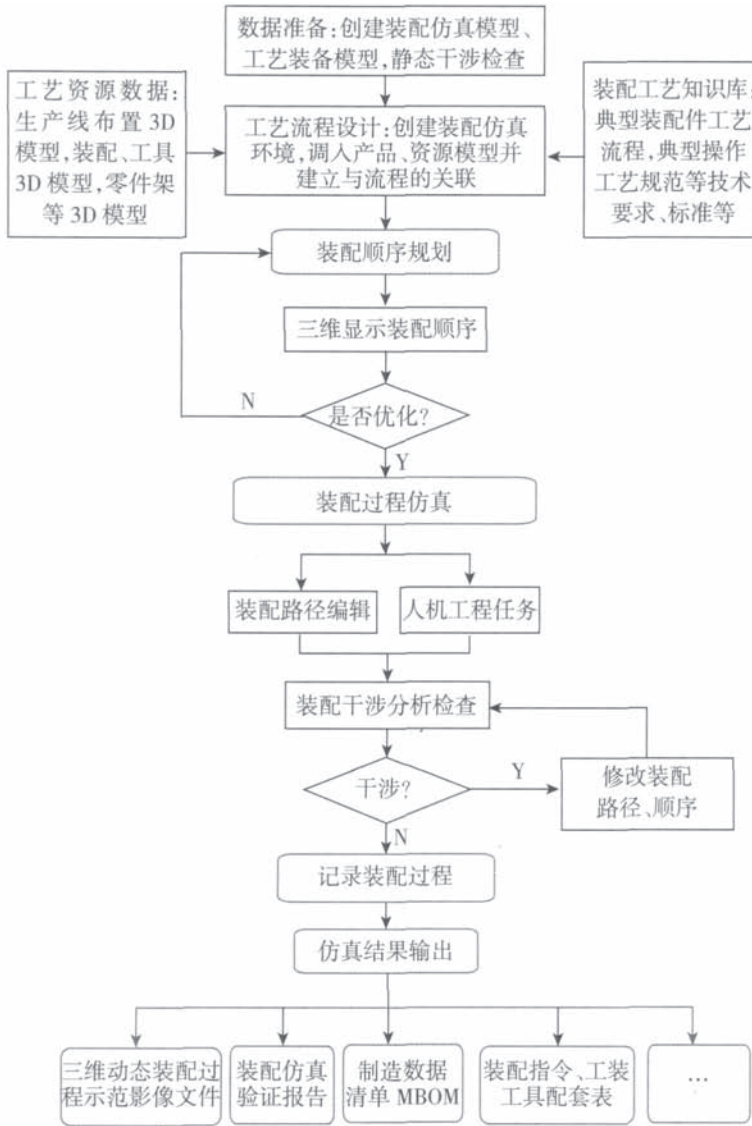 数据准备:创建装配仿真模型、
工艺装备模型,静态干涉检查
工艺资源数据:
生产线布置 3D
模型,装配、工具
3D 模型,零件架
等 3D 模型
工艺流程设计:创建装配仿真
环境,调入产品、资源模型并
建立与流程的关联
装配工艺知识库:
典型装配件工艺
流程,典型操作
工艺规范等技术
要求、标准等
装配顺序规划
三维显示装配顺序
N
是否优化?
Y
装配过程仿真
装配路径编辑
人机工程任务
装配干涉分析检查
干涉?
Y
修改装配
路径、顺序
N
记录装配过程
仿真结果输出
三维动态装配过
程示范影像文件
装配仿真
验证报告
制造数据
清单 MBOM
装配指令、工装
工具配套表
…